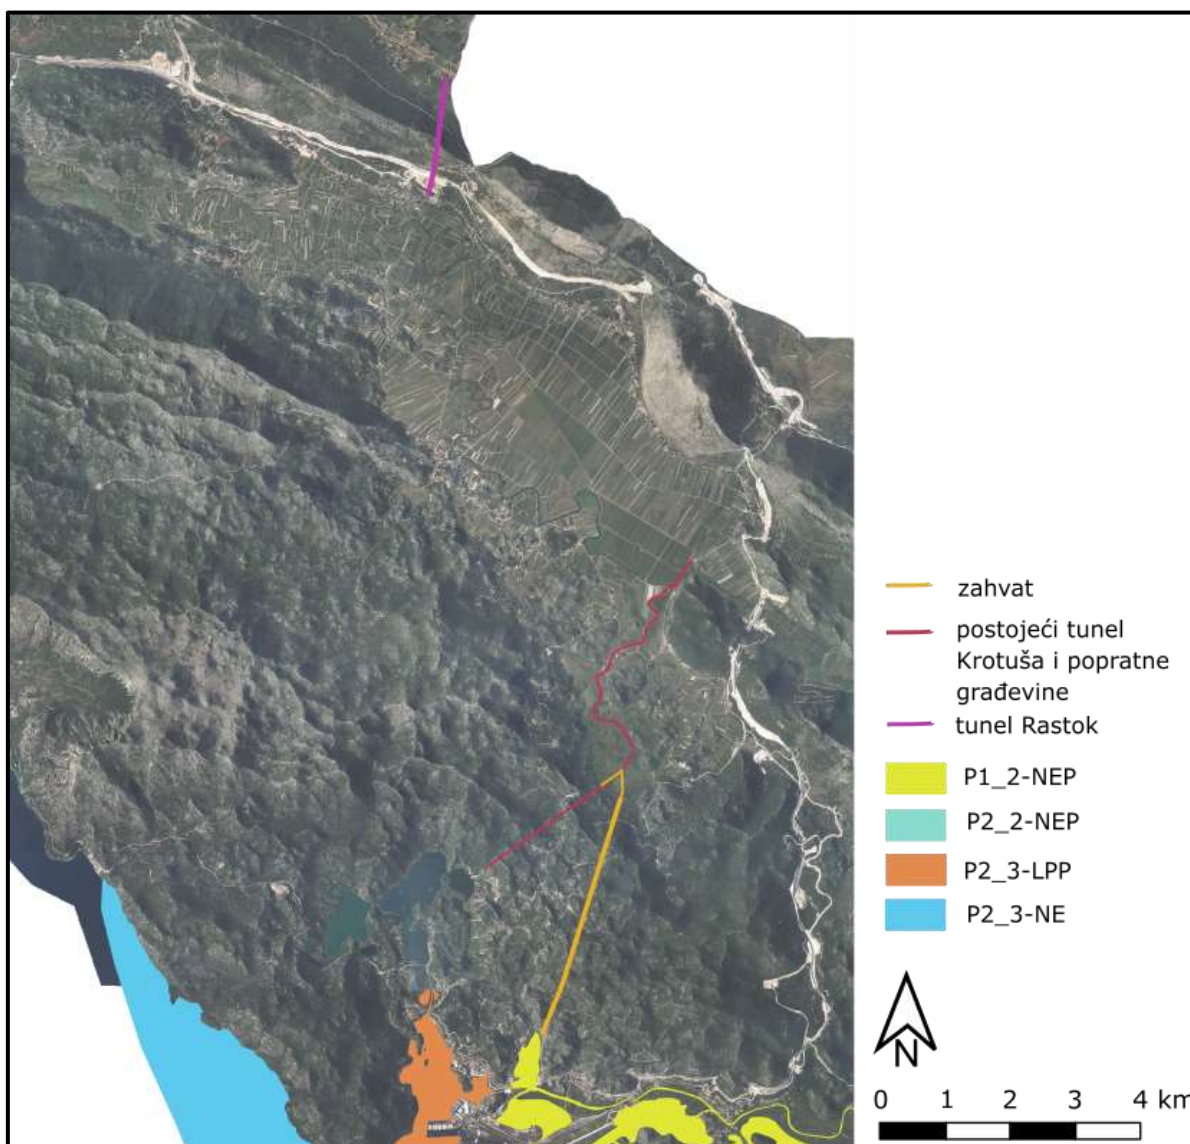 zahvat
postojeći tunel
Krotuša i popratne
građevine
tunel Rastok
P1_2-NEP
P2_2-NEP
P2_3-LPP
P2_3-NE
N
0 1 2 3 4 km